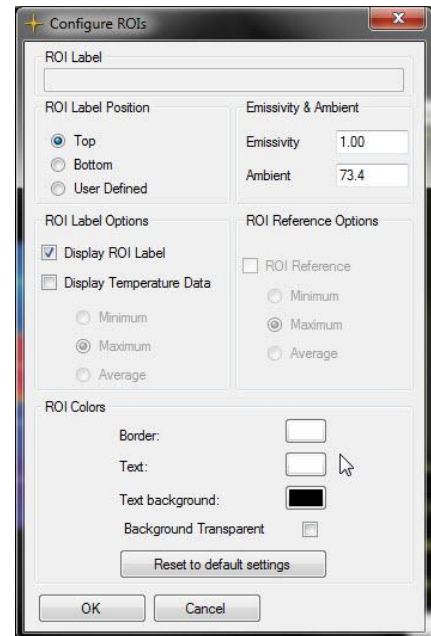 Configure ROIs
ROI Label
ROI Label Position
Top
Bottom
User Defined
Emissivity & Ambient
Emissivity 1.00
Ambient 73.4
ROI Label Options
Display ROI Label
Display Temperature Data
Minimum
Maximum
Average
ROI Reference Options
ROI Reference
Minimum
Maximum
Average
ROI Colors
Border:
Text:
Text background:
Background Transparent
Reset to default settings
OK Cancel